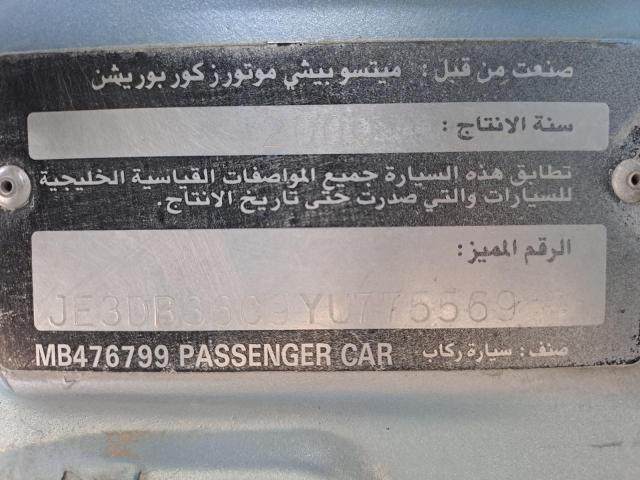 صنعت من قبل : ميتسوبيشي موتورز كوربوريشن
سنة الانتاج :
تطابق هذه السيارة جميع المواصفات القياسية الخليجية
للسيارات والتي صدرت حتى تاريخ الانتاج.
الرقم المميز:
MB476799 PASSENGER CAR صنف : سيارة ركاب